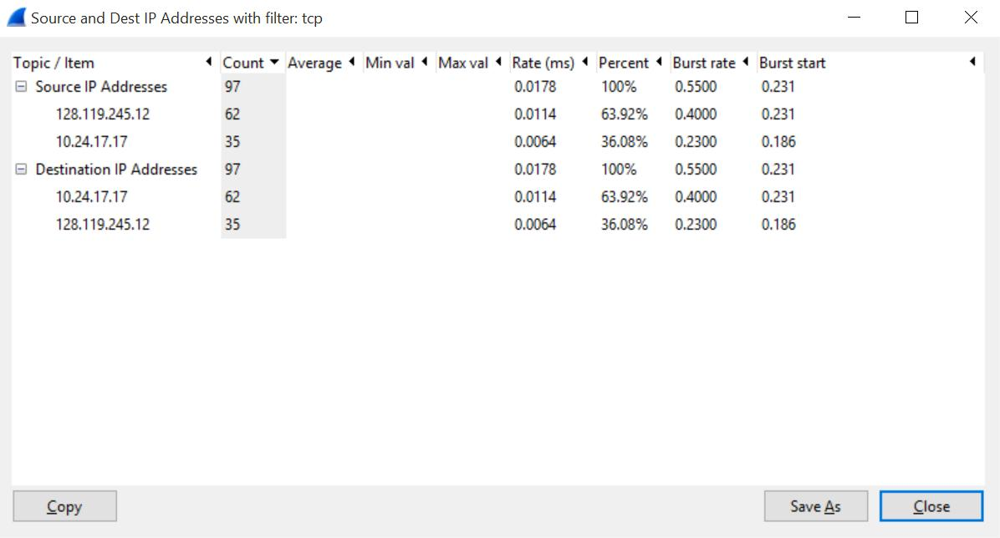 Source and Dest IP Addresses with filter: tcp
Topic / Item Count Average Min val Max val Rate (ms) Percent Burst rate Burst start
Source IP Addresses 97 0.0178 100% 0.5500 0.231
128.119.245.12 62 0.0114 63.92% 0.4000 0.231
10.24.17.17 35 0.0064 36.08% 0.2300 0.186
Destination IP Addresses 97 0.0178 100% 0.5500 0.231
10.24.17.17 62 0.0114 63.92% 0.4000 0.231
128.119.245.12 35 0.0064 36.08% 0.2300 0.186
Copy Save As Close